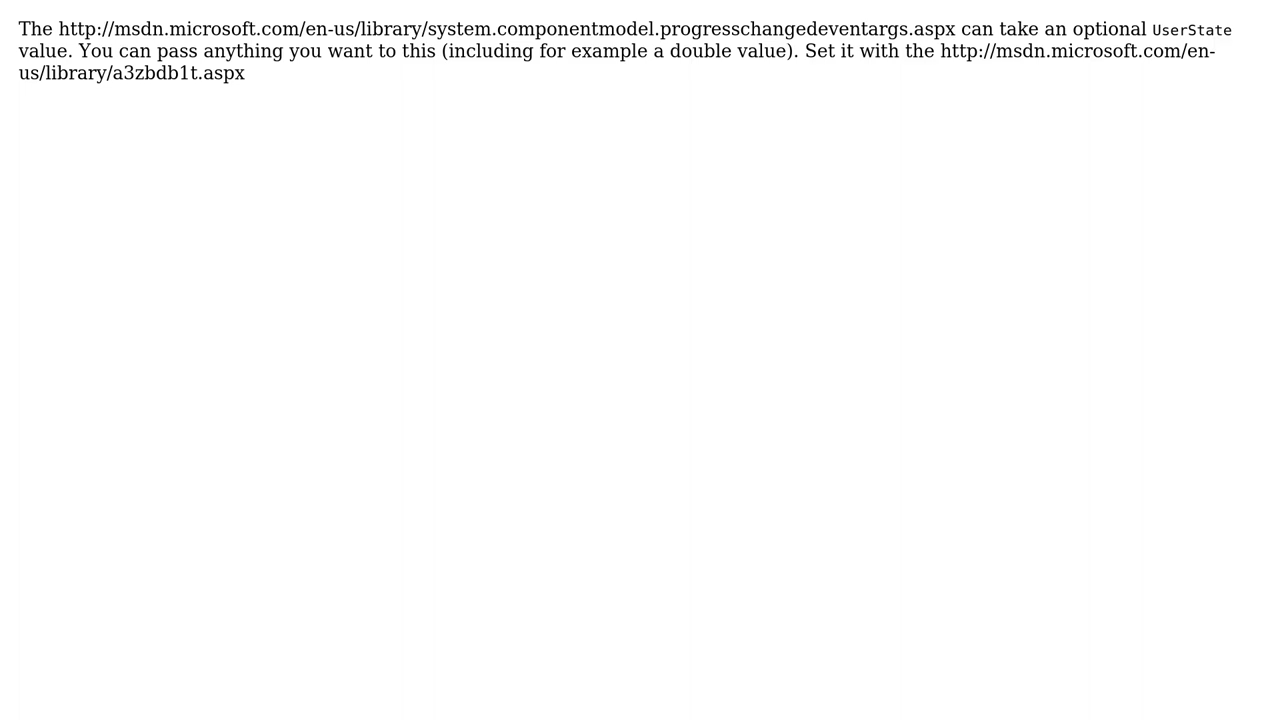 The http://msdn.microsoft.com/en-us/library/system.componentmodel.progresschangedeventargs.aspx can take an optional UserState
value. You can pass anything you want to this (including for example a double value). Set it with the http://msdn.microsoft.com/en-
us/library/a3zbdb1t.aspx